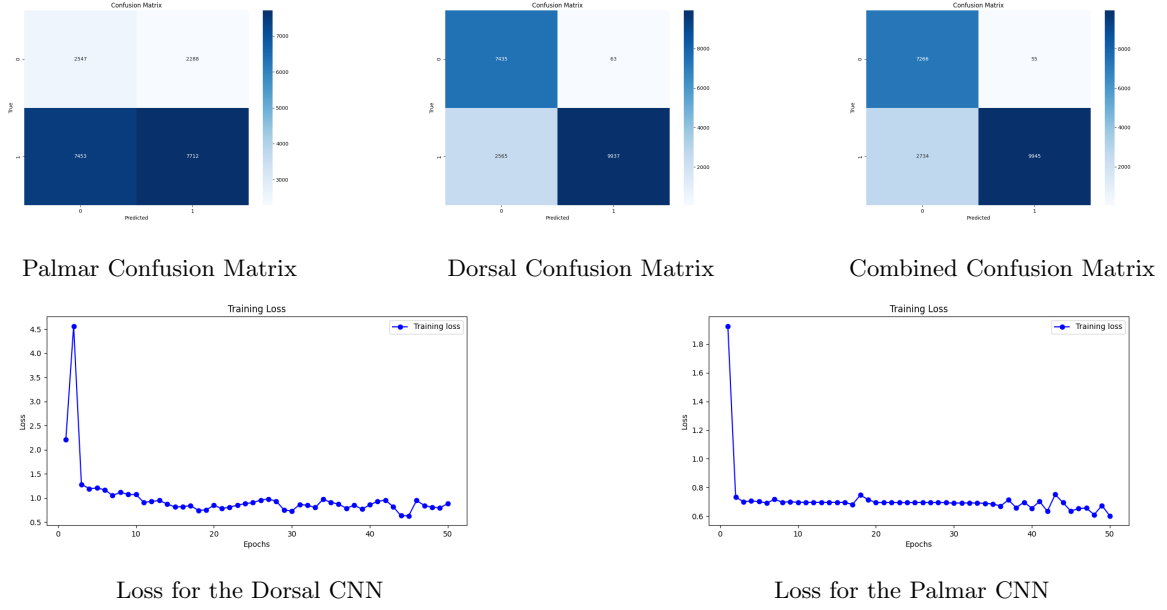 Confusion Matrix
Confusion Matrix
Confusion Matrix
0
2547
2288
7000
6000
5000
4000
3000
True
1
7453
7712
0
1
Predicted
0
7435
63
8000
6000
4000
2000
True
1
2565
9937
0
1
Predicted
0
7266
8000
6000
4000
2000
True
1
2734
9945
0
1
Predicted
Palmar Confusion Matrix
Dorsal Confusion Matrix
Combined Confusion Matrix
Training Loss
Training loss
4.5
4.0
3.5
3.0
2.5
2.0
1.5
1.0
0.5
Loss
0
10
20
30
40
50
Epochs
Training Loss
Training loss
1.8
1.6
1.4
1.2
1.0
0.8
0.6
Loss
0
10
20
30
40
50
Epochs
Loss for the Dorsal CNN
Loss for the Palmar CNN